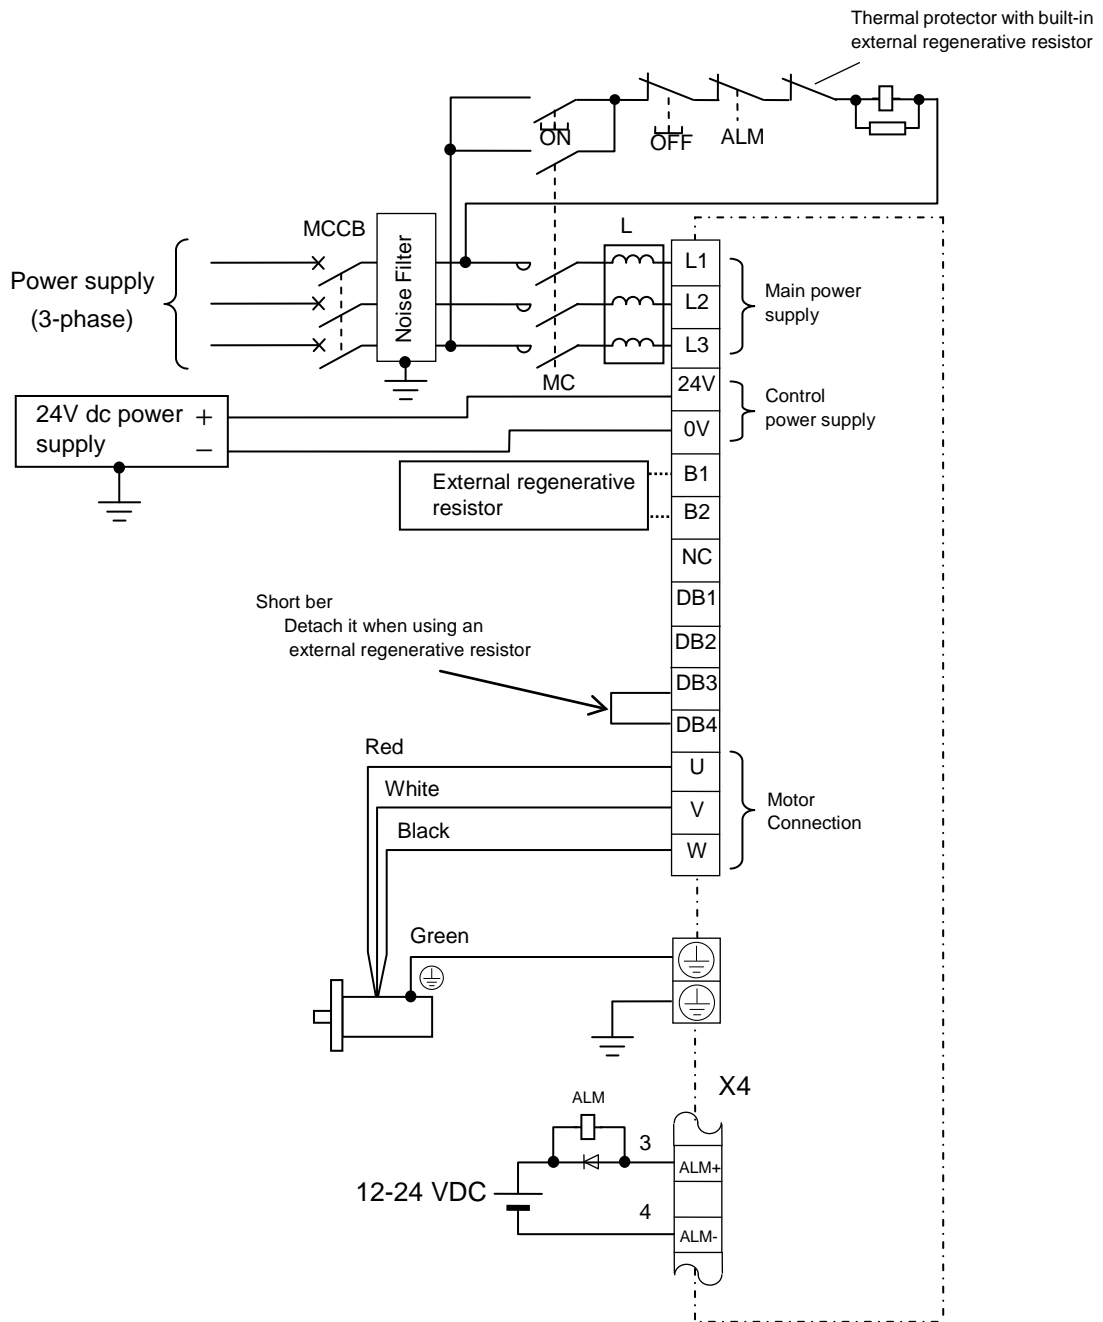 Thermal protector with built-in
external regenerative resistor
ON
OFF
ALM
MCCB
Noise Filter
L
Power supply
(3-phase)
L1
L2
L3
Main power
supply
MC
24V dc power
supply
+
−
24V
0V
Control
power supply
External regenerative
resistor
B1
B2
NC
DB1
DB2
DB3
DB4
Short ber
Detach it when using an
external regenerative resistor
Red
White
Black
U
V
W
Motor
Connection
Green
X4
ALM
3
ALM+
12-24 VDC
4
ALM-